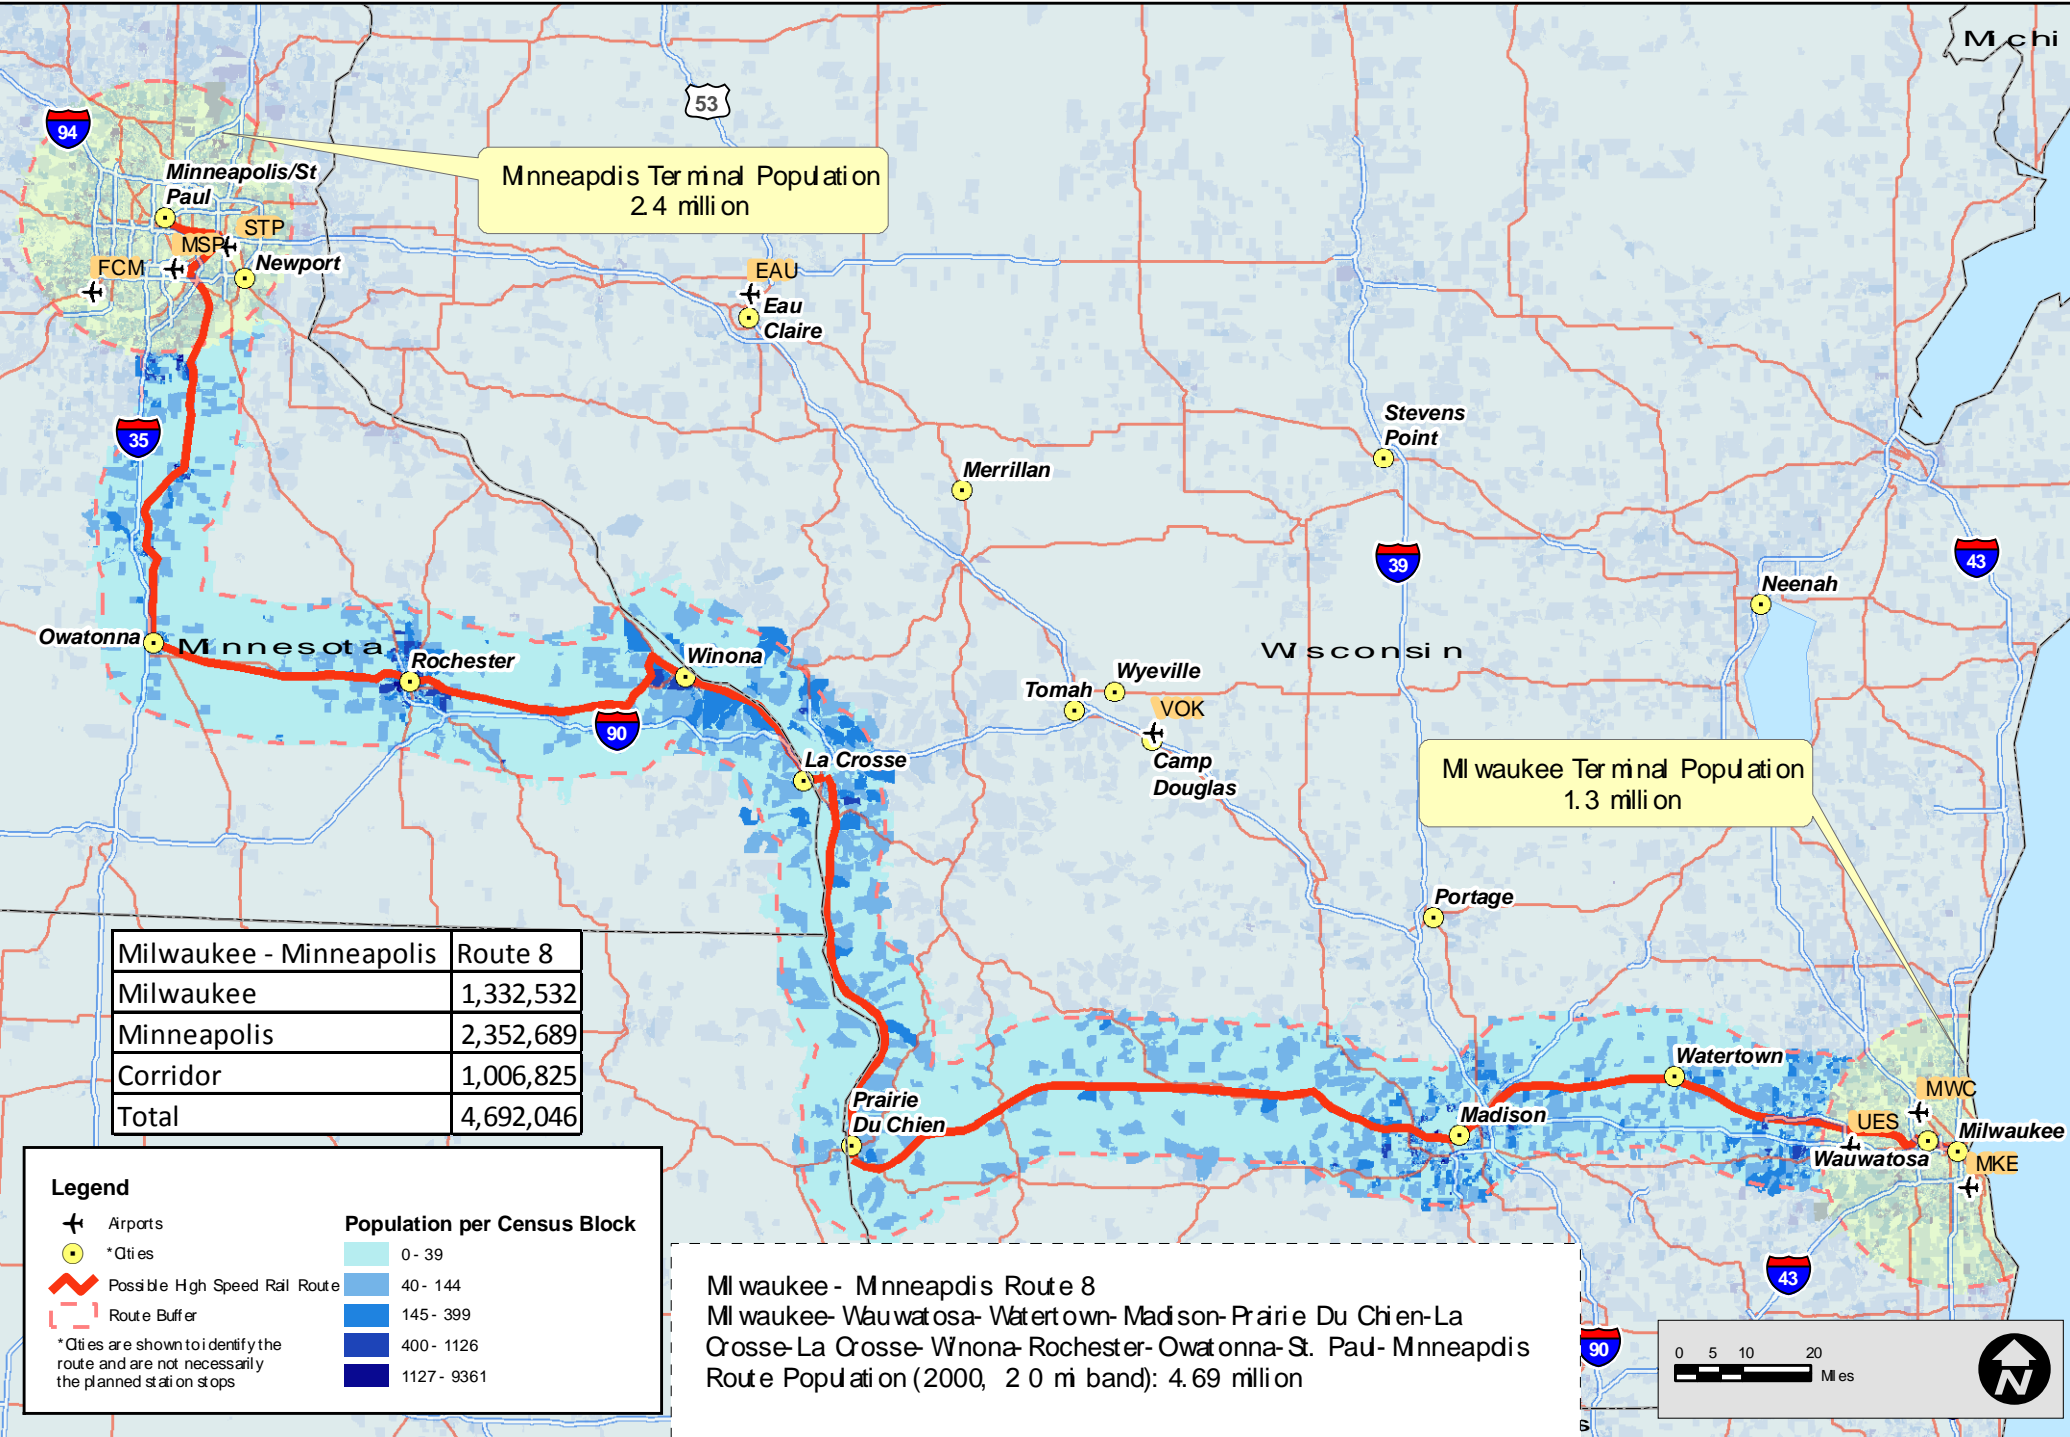 Michi
53
94
Minneapolis/St
Paul
Minneapolis Terminal Population
2.4 million
STP
MSP
FCM
Newport
EAU
Eau
Claire
35
Stevens
Point
Merrillan
39
43
Neenah
Owatonna
Minnesota
Rochester
Winona
Wisconsin
Wyeville
Tomah
VOK
90
La Crosse
Camp
Douglas
Milwaukee Terminal Population
1.3 million
Portage
Milwaukee - Minneapolis Route 8
Milwaukee 1,332,532
Minneapolis 2,352,689
Corridor 1,006,825
Total 4,692,046
Prairie
Du Chien
Madison
Watertown
MWC
UES
Milwaukee
Wauwatosa
MKE
Legend
Airports
*Cities
Possible High Speed Rail Route
Route Buffer
*Cities are shown to identify the
route and are not necessarily
the planned station stops
Population per Census Block
0 - 39
40 - 144
145 - 399
400 - 1126
1127 - 9361
Milwaukee - Minneapolis Route 8
Milwaukee-Wauwatosa-Watertown-Madison-Prairie Du Chien-La
Crosse-La Crosse-Winona-Rochester-Owatonna-St. Paul-Minneapolis
Route Population (2000, 20 mi band): 4.69 million
43
90
0 5 10 20
Miles
N
s